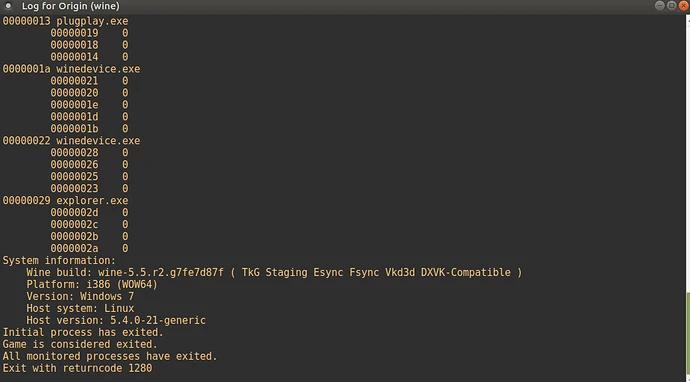 Log for Origin (wine)
00000013 plugplay.exe
00000019 0
00000018 0
00000014 0
0000001a winedevice.exe
00000021 0
00000020 0
0000001e 0
0000001d 0
0000001b 0
00000022 winedevice.exe
00000028 0
00000026 0
00000025 0
00000023 0
00000029 explorer.exe
0000002d 0
0000002c 0
0000002b 0
0000002a 0
System information:
Wine build: wine-5.5.r2.g7fe7d87f ( TkG Staging Esync Fsync Vkd3d DXVK-Compatible )
Platform: i386 (WOW64)
Version: Windows 7
Host system: Linux
Host version: 5.4.0-21-generic
Initial process has exited.
Game is considered exited.
All monitored processes have exited.
Exit with returncode 1280